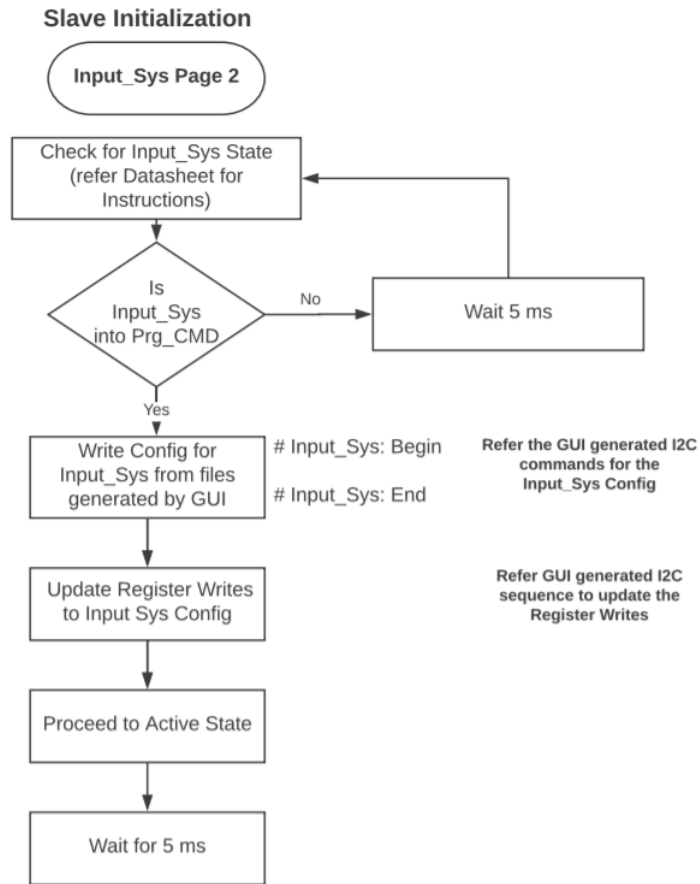 Slave Initialization
Input_Sys Page 2
Check for Input_Sys State
(refer Datasheet for
Instructions)
Is
Input_Sys
into Prg_CMD
No
Wait 5 ms
Yes
Write Config for
Input_Sys from files
generated by GUI
# Input_Sys: Begin
# Input_Sys: End
Refer the GUI generated I2C
commands for the
Input_Sys Config
Update Register Writes
to Input Sys Config
Refer GUI generated I2C
sequence to update the
Register Writes
Proceed to Active State
Wait for 5 ms